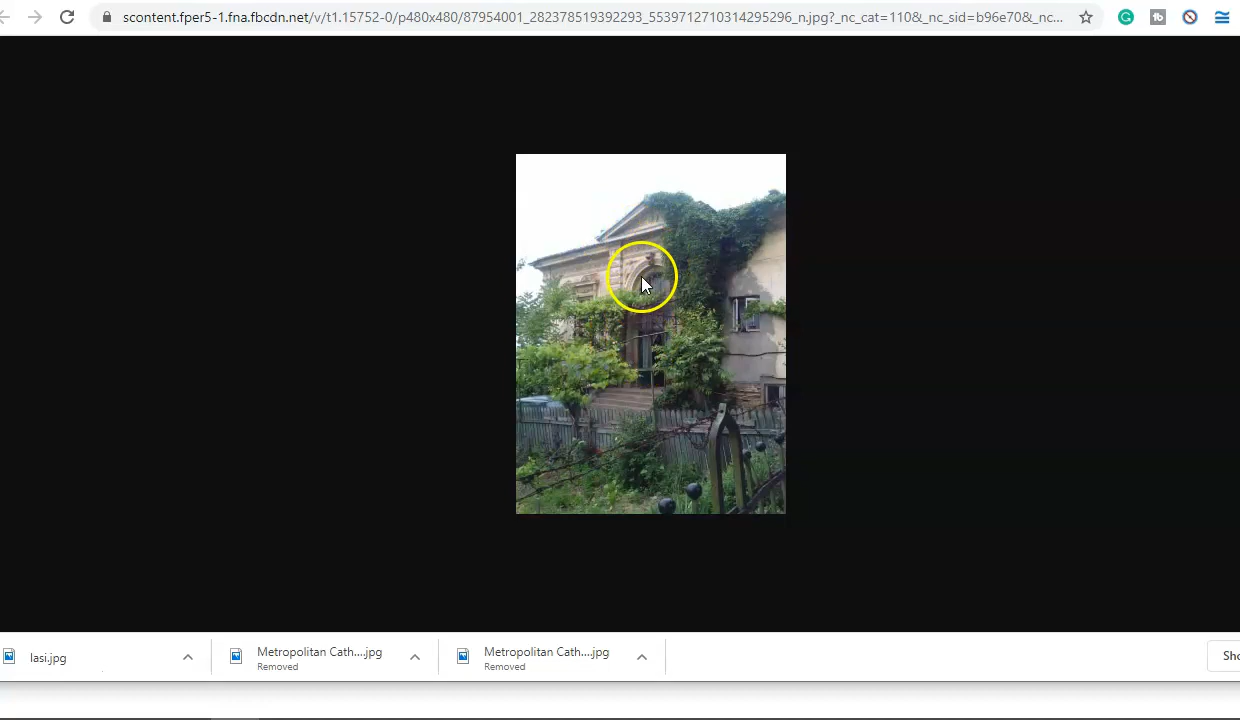 scontent.fper5-1.fna.fbcdn.net/v/t1.15752-0/p480x480/87954001_282378519392293_5539712710314295296_n.jpg?_nc_cat=110&_nc_sid=b96e70&_nc...
Iasi.jpg
Metropolitan Cath....jpg
Removed
Metropolitan Cath....jpg
Removed
Sho